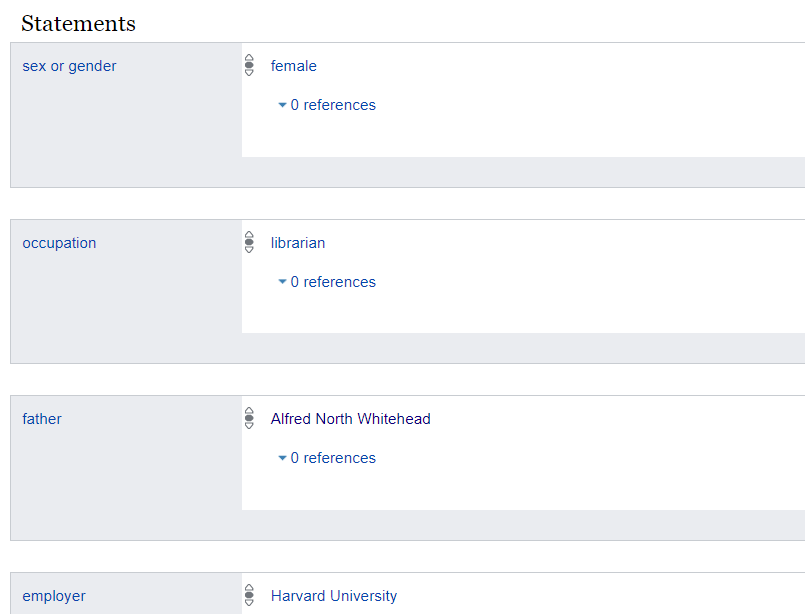 Statements
sex or gender
female
0 references
occupation
librarian
0 references
father
Alfred North Whitehead
0 references
employer
Harvard University